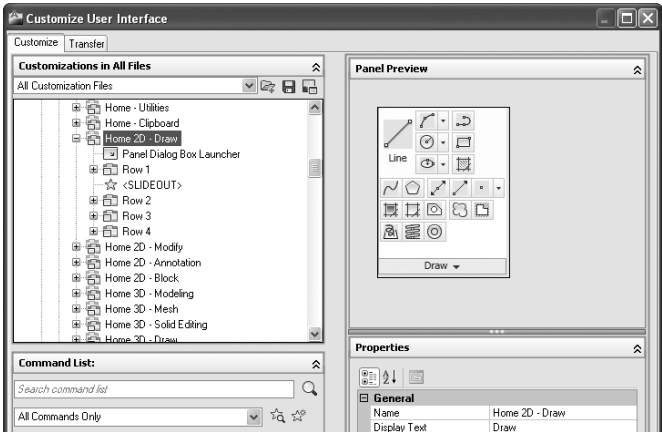 Customize User Interface
Customize Transfer
Customizations in All Files
All Customization Files
Home - Utilities
Home - Clipboard
Home 2D - Draw
Panel Dialog Box Launcher
Row 1
<SLIDEOUT>
Row 2
Row 3
Row 4
Home 2D - Modify
Home 2D - Annotation
Home 2D - Block
Home 3D - Modeling
Home 3D - Mesh
Home 3D - Solid Editing
Home 3D - Draw
Command List:
Search command list
All Commands Only
Panel Preview
Line
Draw
Properties
General
Name Home 2D - Draw
Display Text Draw